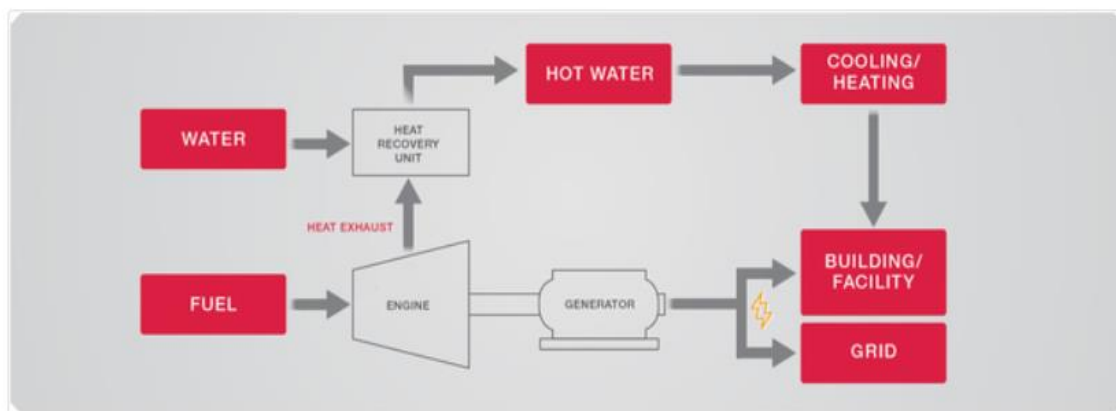 HOT WATER
COOLING/
HEATING
WATER
HEAT
RECOVERY
UNIT
HEAT EXHAUST
FUEL
ENGINE
GENERATOR
BUILDING/
FACILITY
GRID